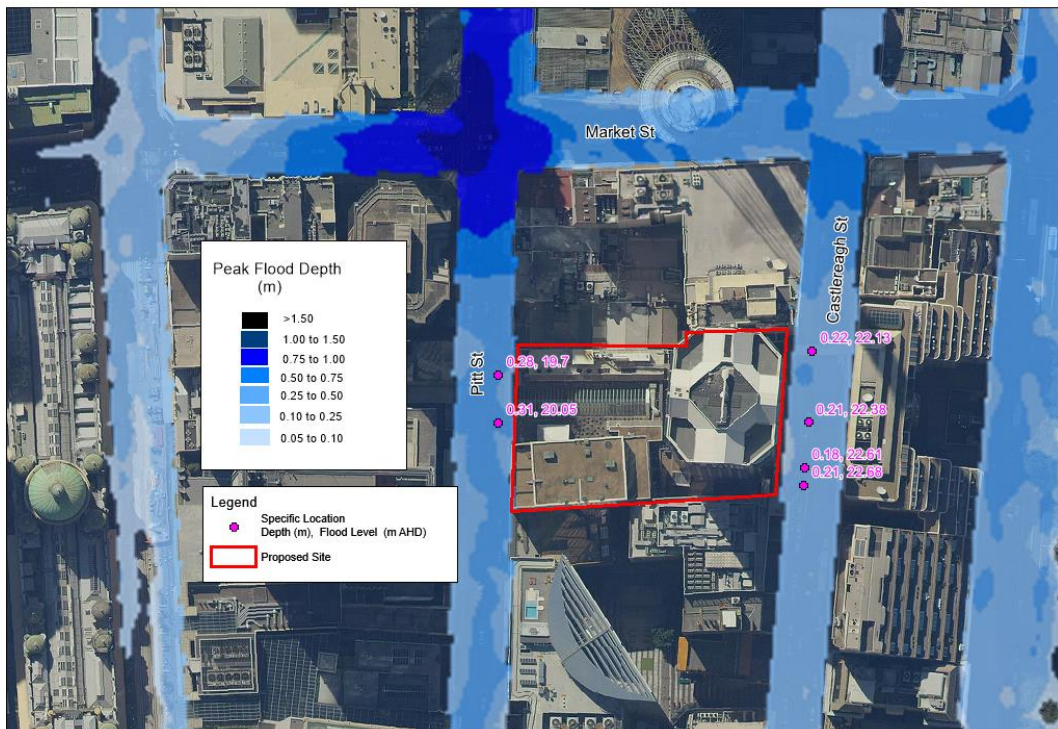 Market St
Castlereagh St
Pitt St
Peak Flood Depth
(m)
>1.50
1.00 to 1.50
0.75 to 1.00
0.50 to 0.75
0.25 to 0.50
0.10 to 0.25
0.05 to 0.10
0.28, 19.7
0.31, 20.05
0.22, 22.13
0.21, 22.38
0.18, 22.61
0.21, 22.68
Legend
Specific Location
Depth (m), Flood Level (m AHD)
Proposed Site